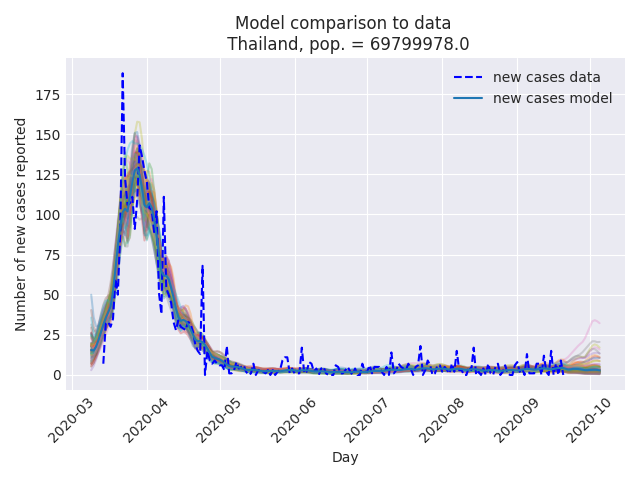 Model comparison to data
Thailand, pop. = 69799978.0
new cases data
new cases model
Number of new cases reported
175
150
125
100
75
50
25
0
2020-03
2020-04
2020-05
2020-06
2020-07
2020-08
2020-09
2020-10
Day